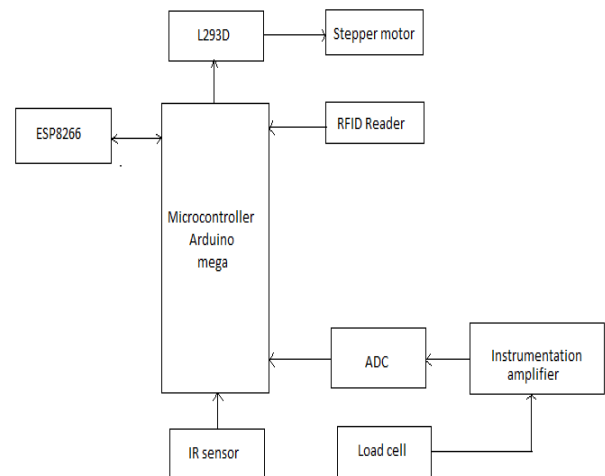 L293D
Stepper motor
ESP8266
RFID Reader
Microcontroller
Arduino
mega
ADC
Instrumentation
amplifier
IR sensor
Load cell